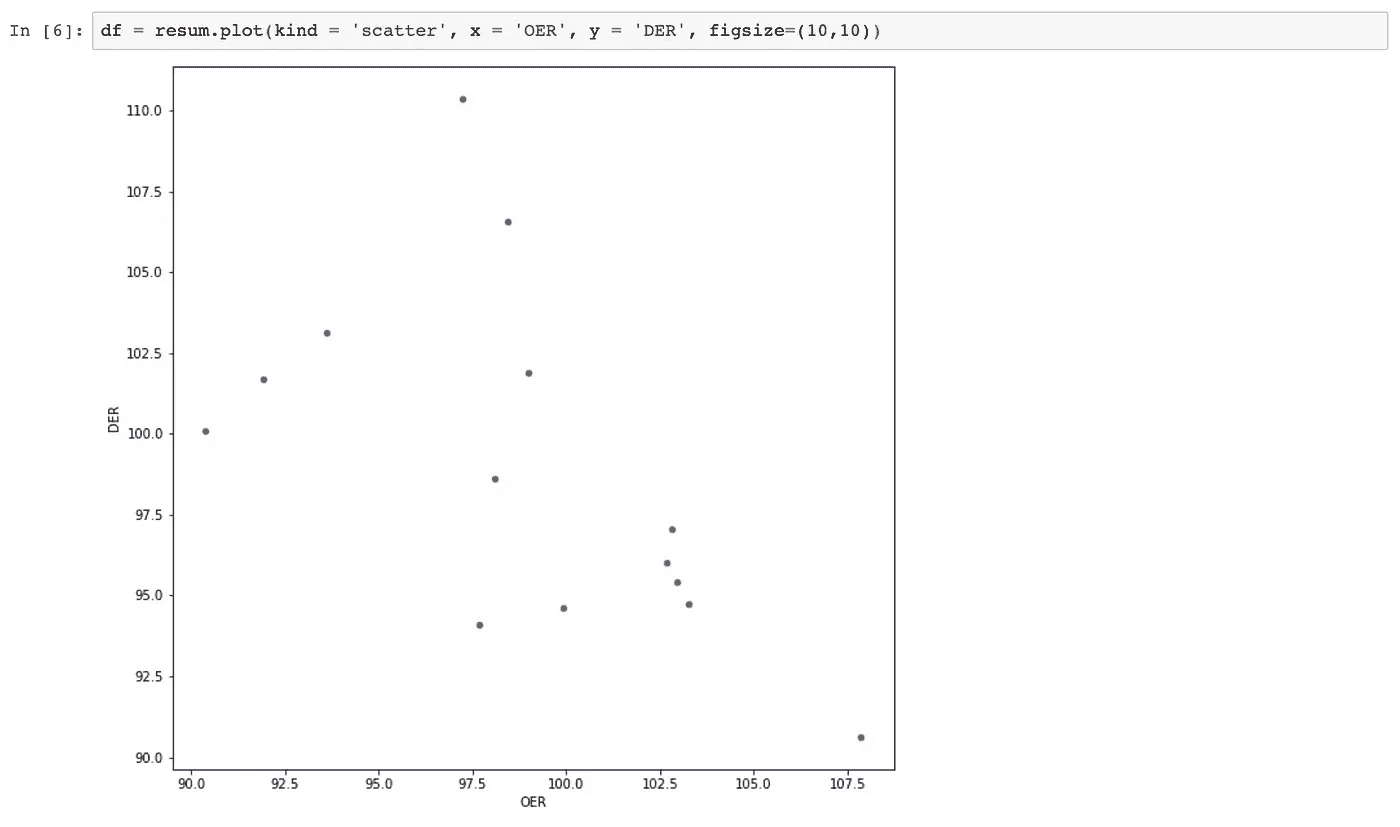 In [6]: df = resum.plot(kind = 'scatter', x = 'OER', y = 'DER', figsize=(10,10))
110.0
107.5
105.0
102.5
100.0
97.5
95.0
92.5
90.0
DER
90.0 92.5 95.0 97.5 100.0 102.5 105.0 107.5
OER